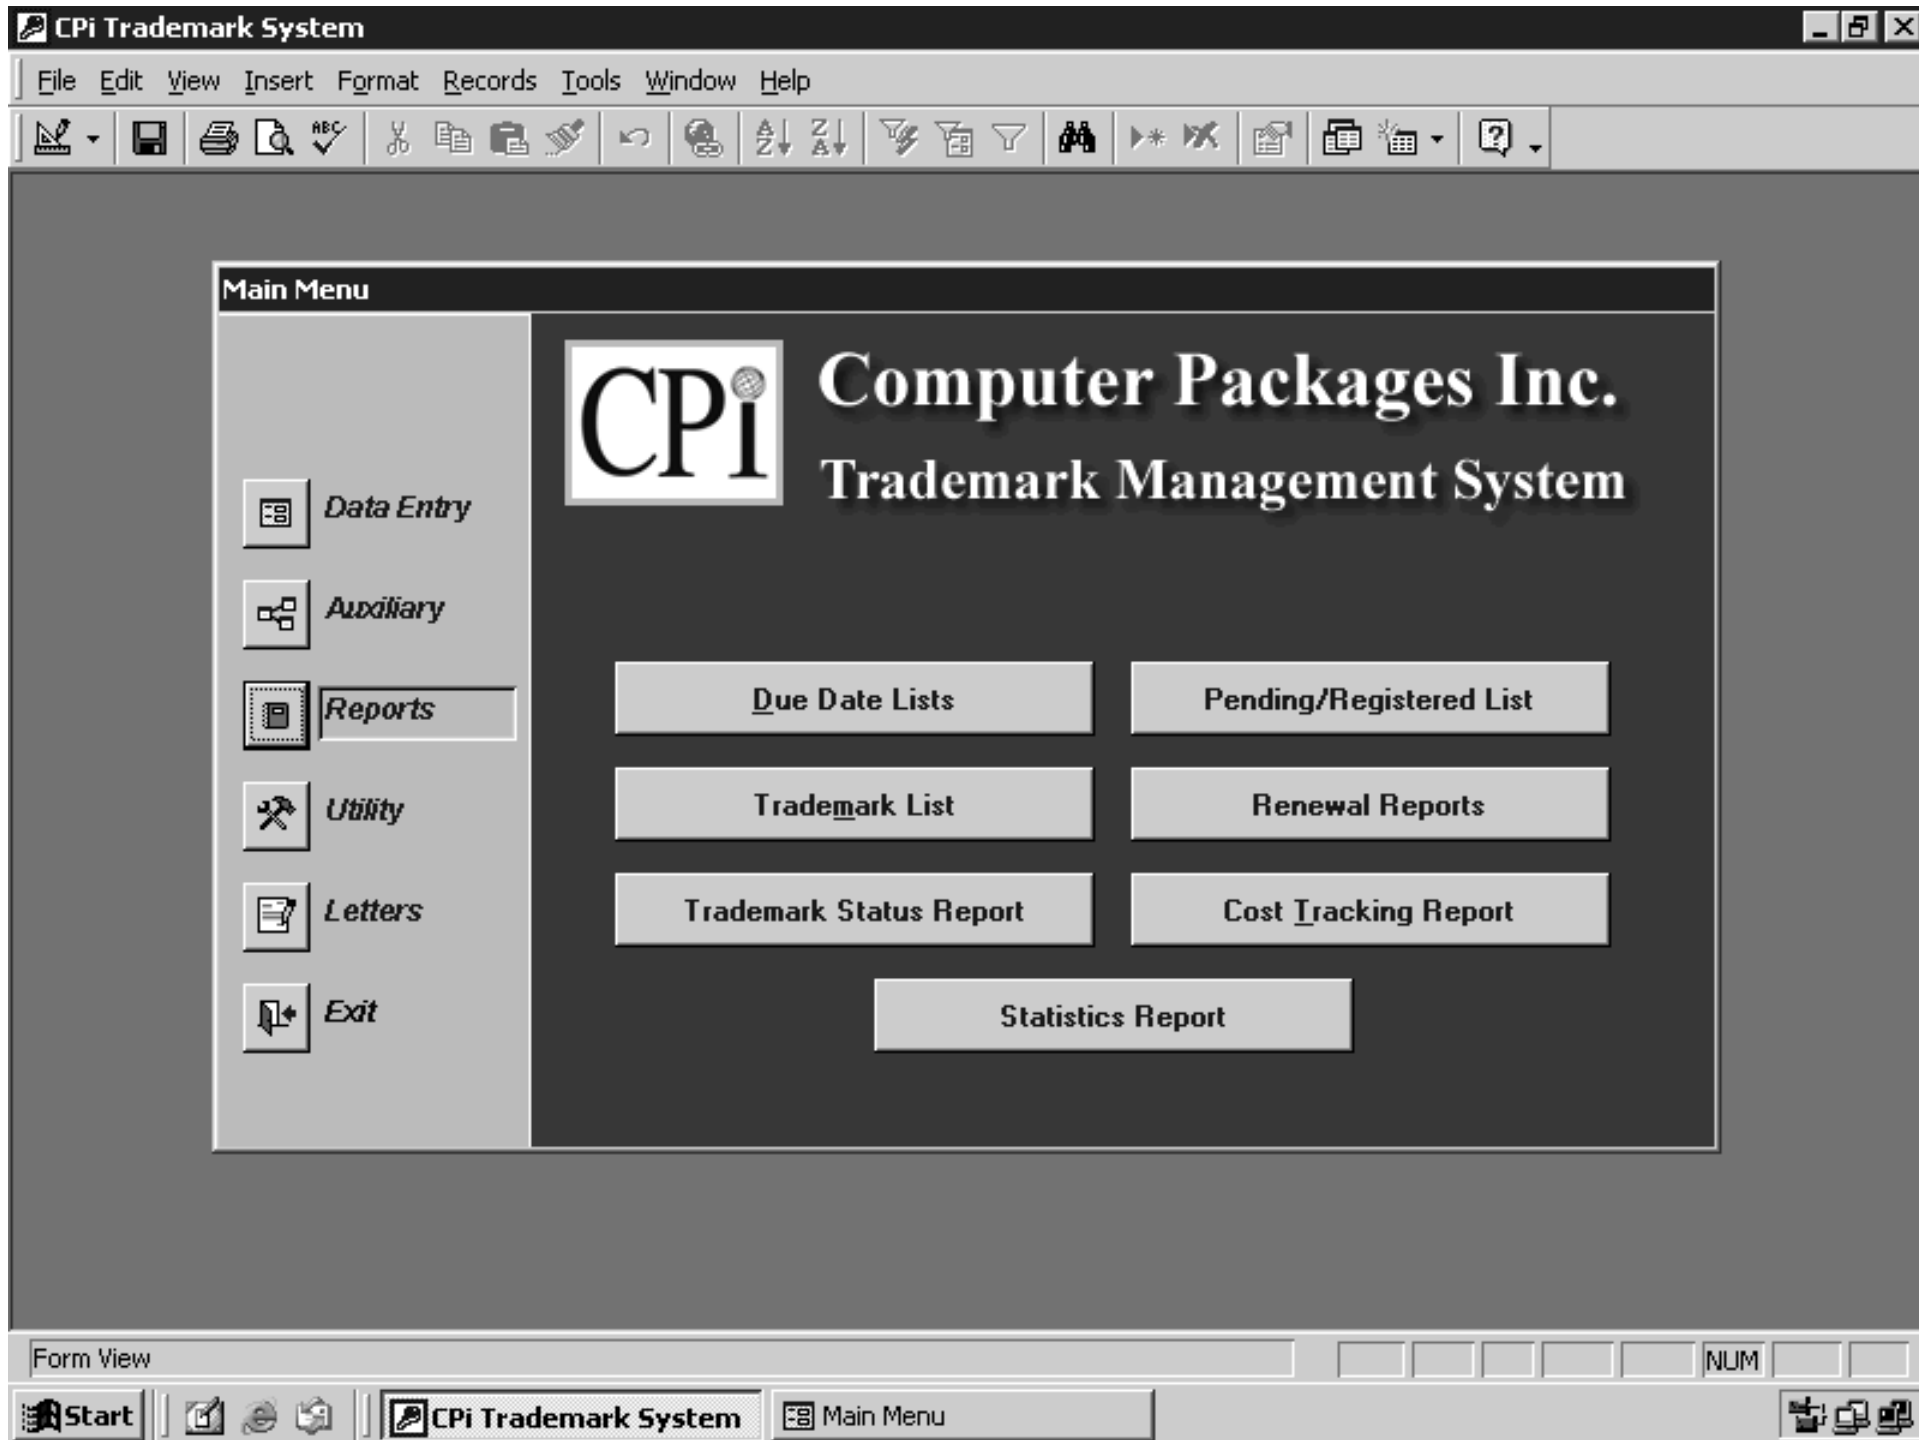 CPi Trademark System
File Edit View Insert Format Records Tools Window Help
ABC
A Z
Z A
Main Menu
CPi
Computer Packages Inc.
Trademark Management System
Data Entry
Auxiliary
Reports
Utility
Letters
Exit
Due Date Lists
Pending/Registered List
Trademark List
Renewal Reports
Trademark Status Report
Cost Tracking Report
Statistics Report
Form View
NUM
Start
CPi Trademark System
Main Menu